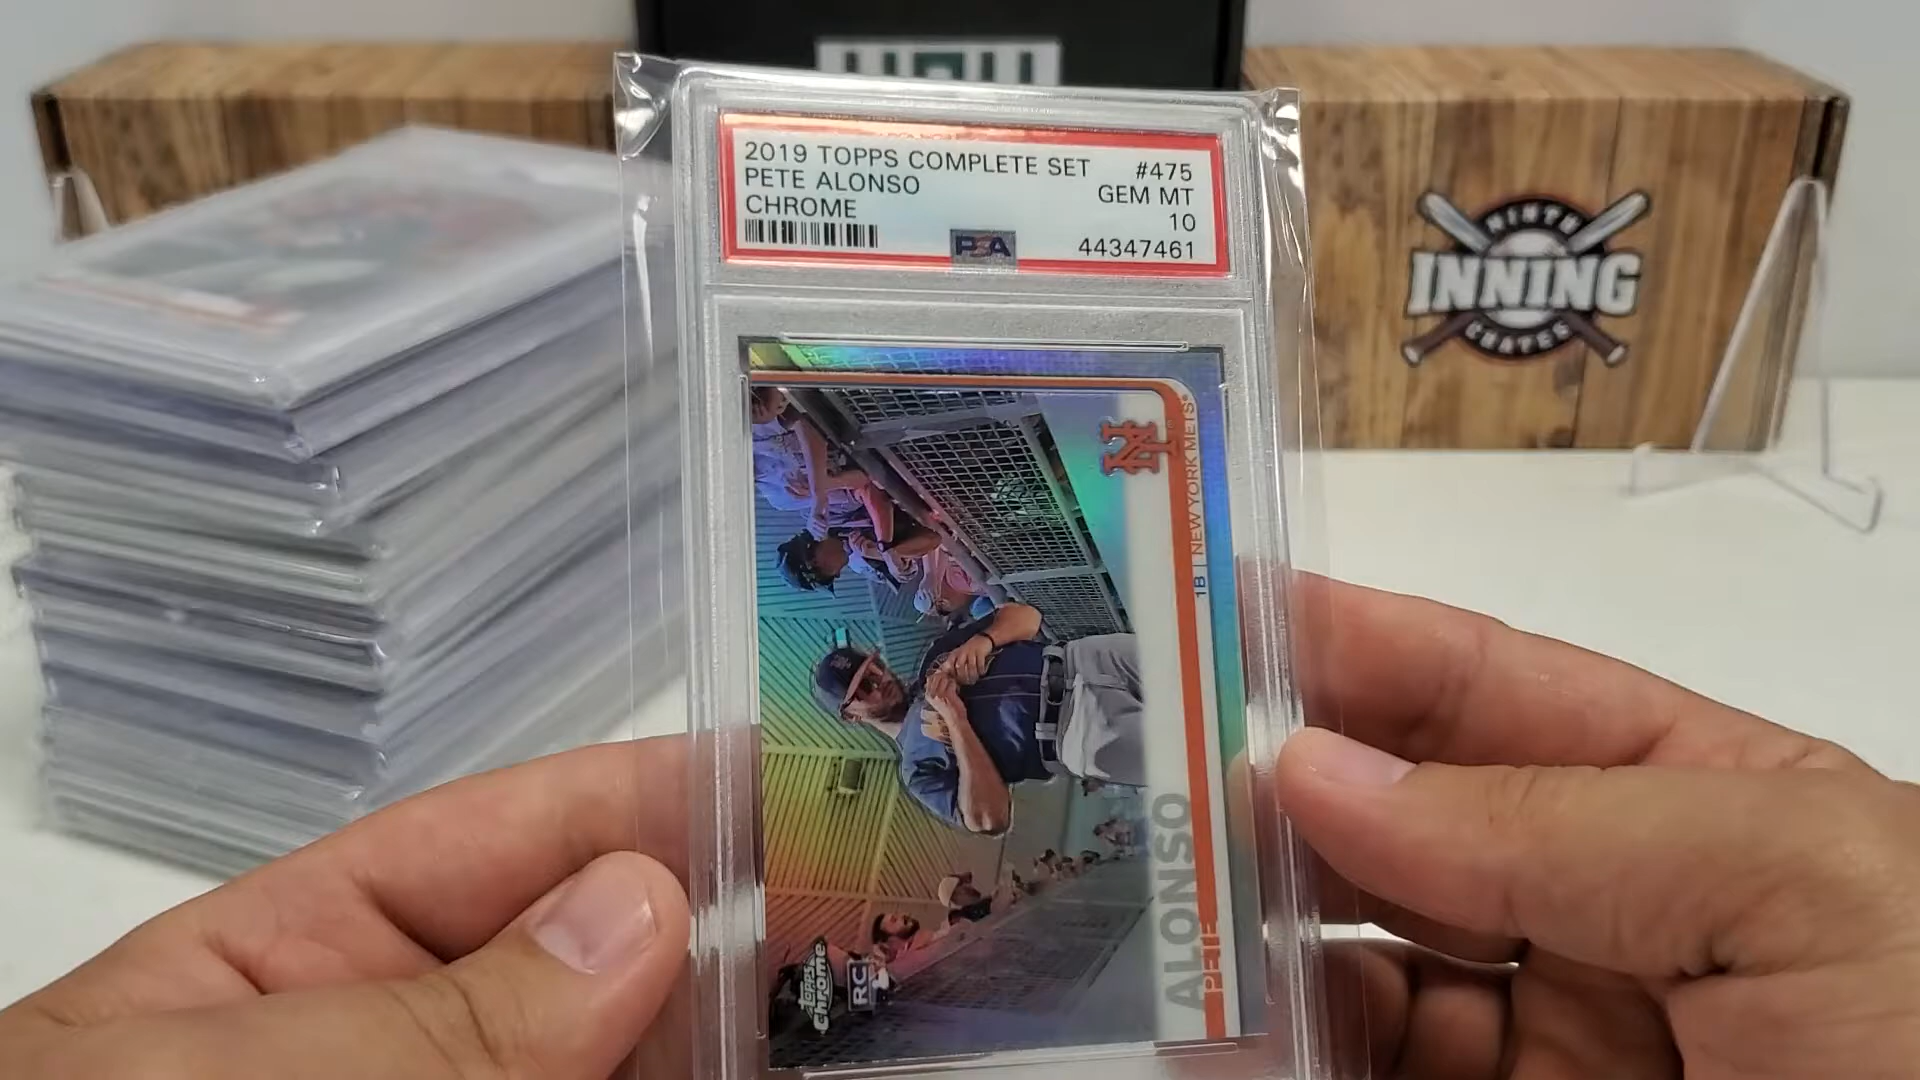 2019 TOPPS COMPLETE SET #475
PETE ALONSO GEM MT
CHROME 10
PSA 44347461
NINTH
INNING
CRATES
NY
1B | NEW YORK METS®
ALONSO
PETE
Topps
Chrome
RC